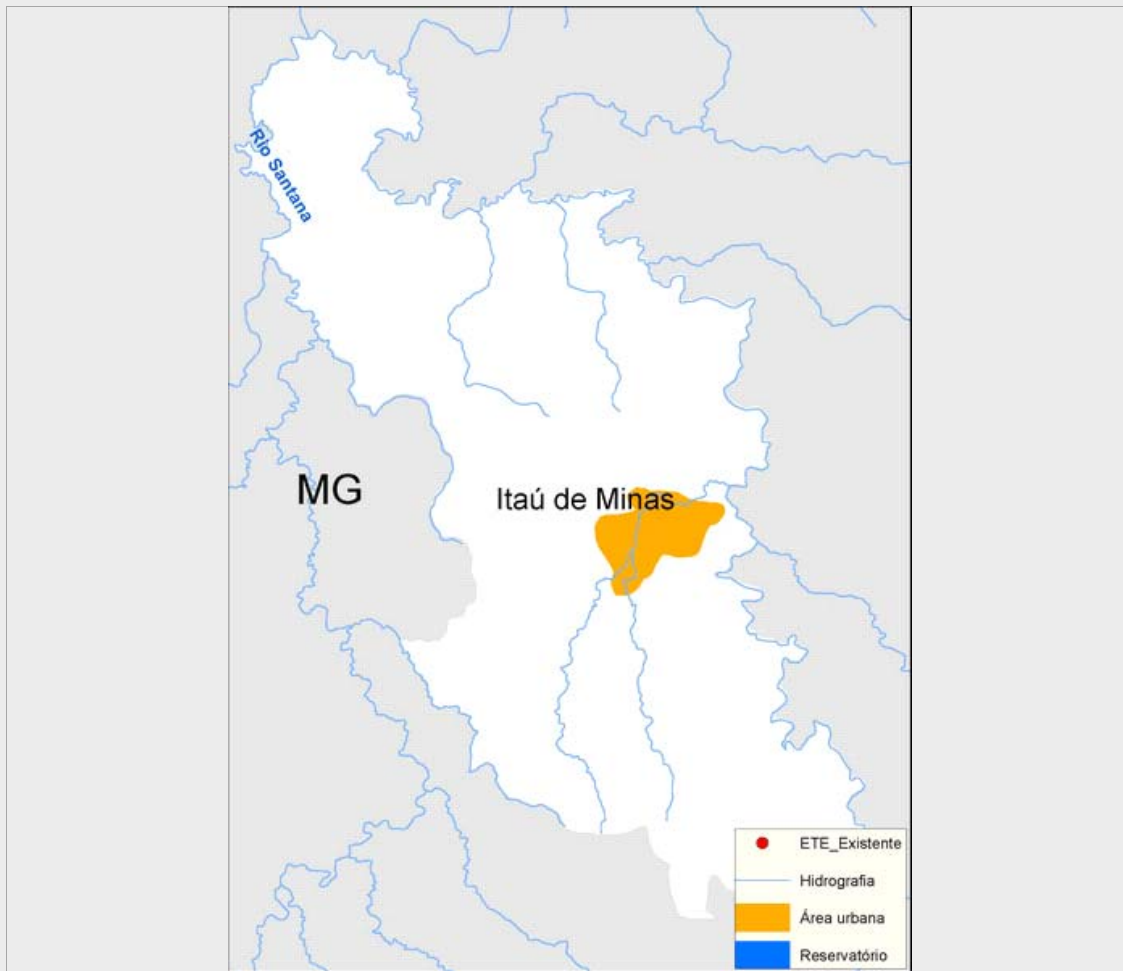 Rio Santana
MG
Itaú de Minas
ETE_Existente
Hidrografia
Área urbana
Reservatório